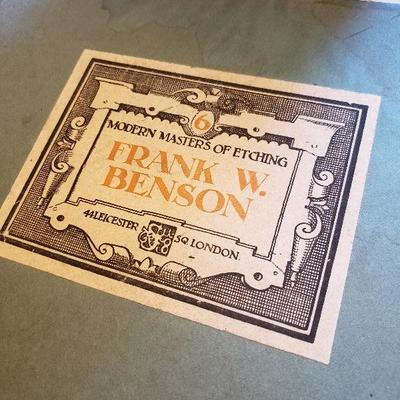 6
MODERN MASTERS OF ETCHING
FRANK W.
BENSON
44 LEICESTER SQ LONDON.